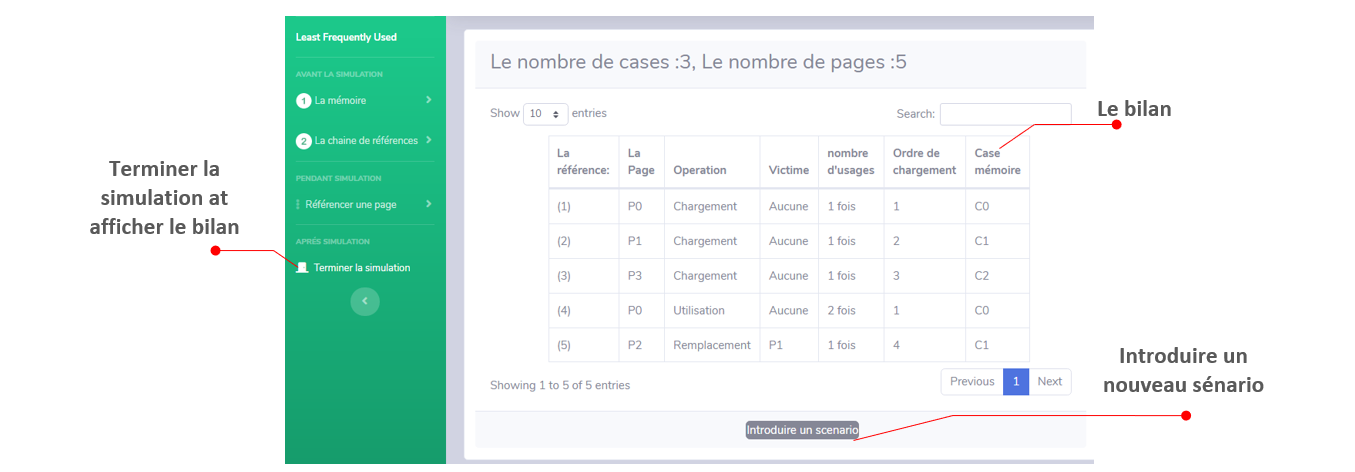 Least Frequently Used
AVANT LA SIMULATION
1 La mémoire
2 La chaine de références
PENDANT SIMULATION
Référencer une page
APRÉS SIMULATION
Terminer la simulation
Terminer la
simulation at
afficher le bilan
Le nombre de cases :3, Le nombre de pages :5
Show 10 entries
Search:
Le bilan
La référence: La Page Operation Victime nombre d'usages Ordre de chargement Case mémoire
(1) P0 Chargement Aucune 1 fois 1 C0
(2) P1 Chargement Aucune 1 fois 2 C1
(3) P3 Chargement Aucune 1 fois 3 C2
(4) P0 Utilisation Aucune 2 fois 1 C0
(5) P2 Remplacement P1 1 fois 4 C1
Showing 1 to 5 of 5 entries
Previous 1 Next
Introduire un scenario
Introduire un
nouveau sénario